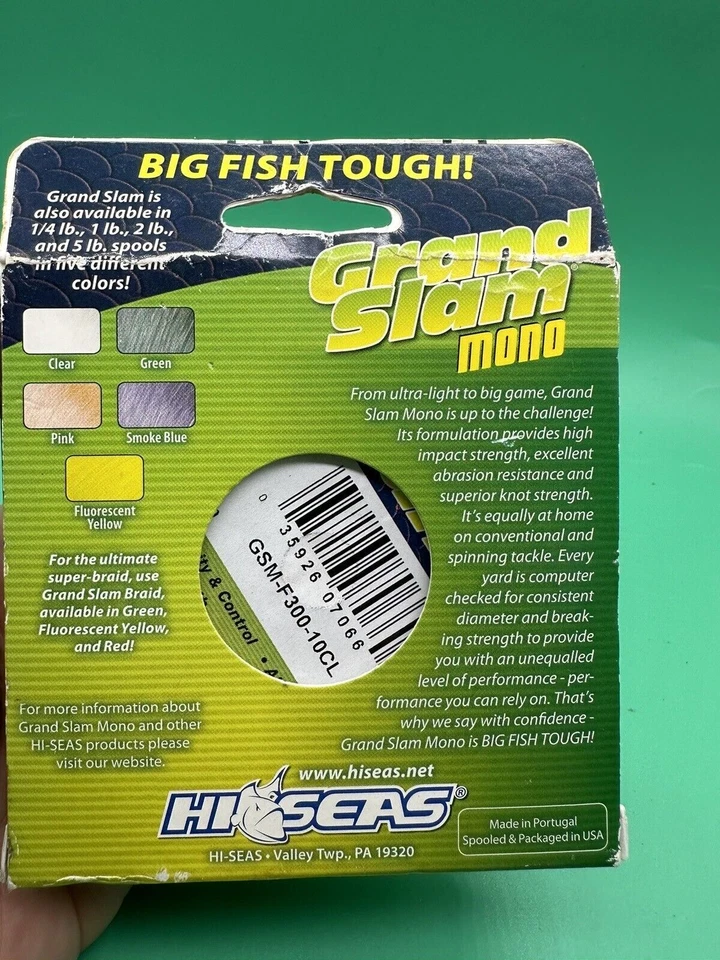 BIG FISH TOUGH!
Grand Slam is
also available in
1/4 lb., 1 lb., 2 lb.,
and 5 lb. spools
in five different
colors!
Clear
Green
Pink
Smoke Blue
Fluorescent
Yellow
For the ultimate
super-braid, use
Grand Slam Braid,
available in Green,
Fluorescent Yellow,
and Red!
For more information about
Grand Slam Mono and other
HI-SEAS products please
visit our website.
Grand
Slam®
mono
From ultra-light to big game, Grand
Slam Mono is up to the challenge!
Its formulation provides high
impact strength, excellent
abrasion resistance and
superior knot strength.
It's equally at home
on conventional and
spinning tackle. Every
yard is computer
checked for consistent
diameter and break-
ing strength to provide
you with an unequalled
level of performance - per-
formance you can rely on. That's
why we say with confidence -
Grand Slam Mono is BIG FISH TOUGH!
0 35926 07066
GSM-F300-10CL
& Control •
www.hiseas.net
HI-SEAS®
HI-SEAS • Valley Twp., PA 19320
Made in Portugal
Spooled & Packaged in USA